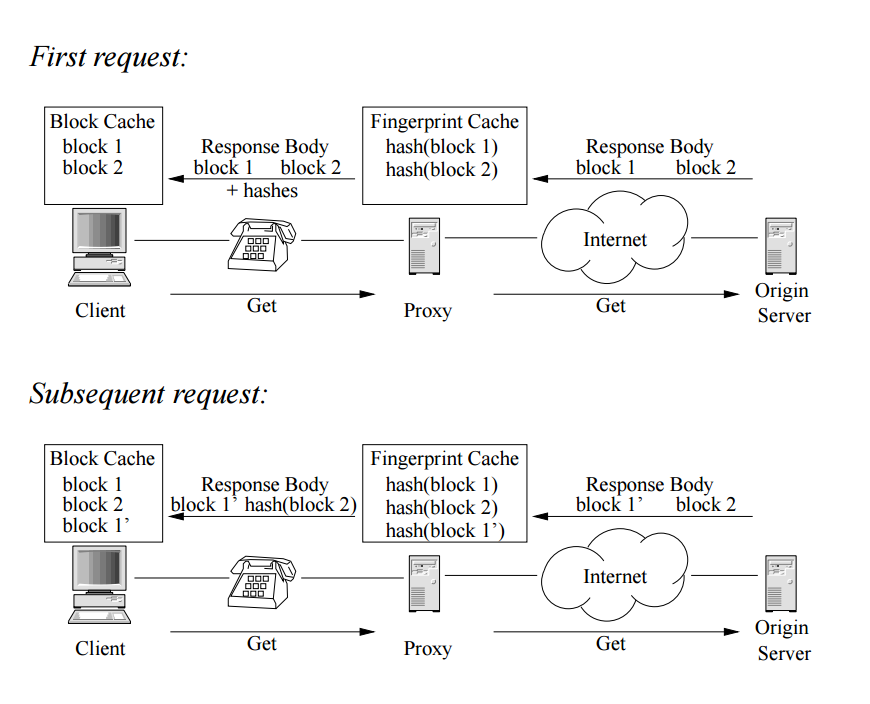 First request:
Block Cache
block 1
block 2
Response Body
block 1 block 2
+ hashes
Fingerprint Cache
hash(block 1)
hash(block 2)
Response Body
block 1 block 2
Internet
Client
Get
Proxy
Get
Origin
Server
Subsequent request:
Block Cache
block 1
block 2
block 1’
Response Body
block 1’ hash(block 2)
Fingerprint Cache
hash(block 1)
hash(block 2)
hash(block 1’)
Response Body
block 1’ block 2
Internet
Client
Get
Proxy
Get
Origin
Server